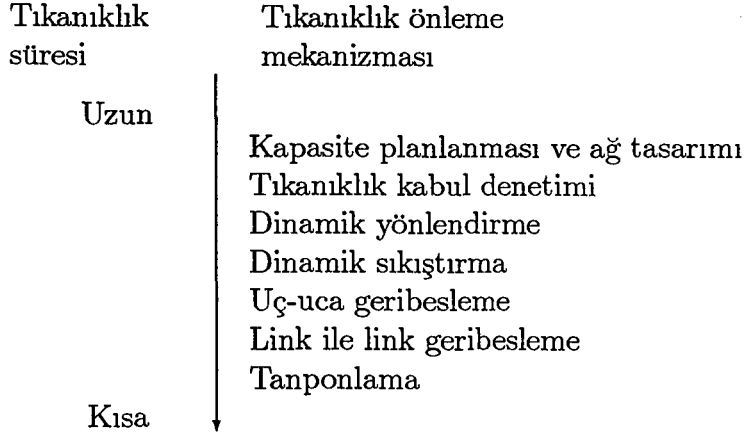 Tıkanıklık süresi
Tıkanıklık önleme mekanizması
Uzun
Kapasite planlanması ve ağ tasarımı
Tıkanıklık kabul denetimi
Dinamik yönlendirme
Dinamik sıkıştırma
Uç-uca geribesleme
Link ile link geribesleme
Tanponlama
Kısa